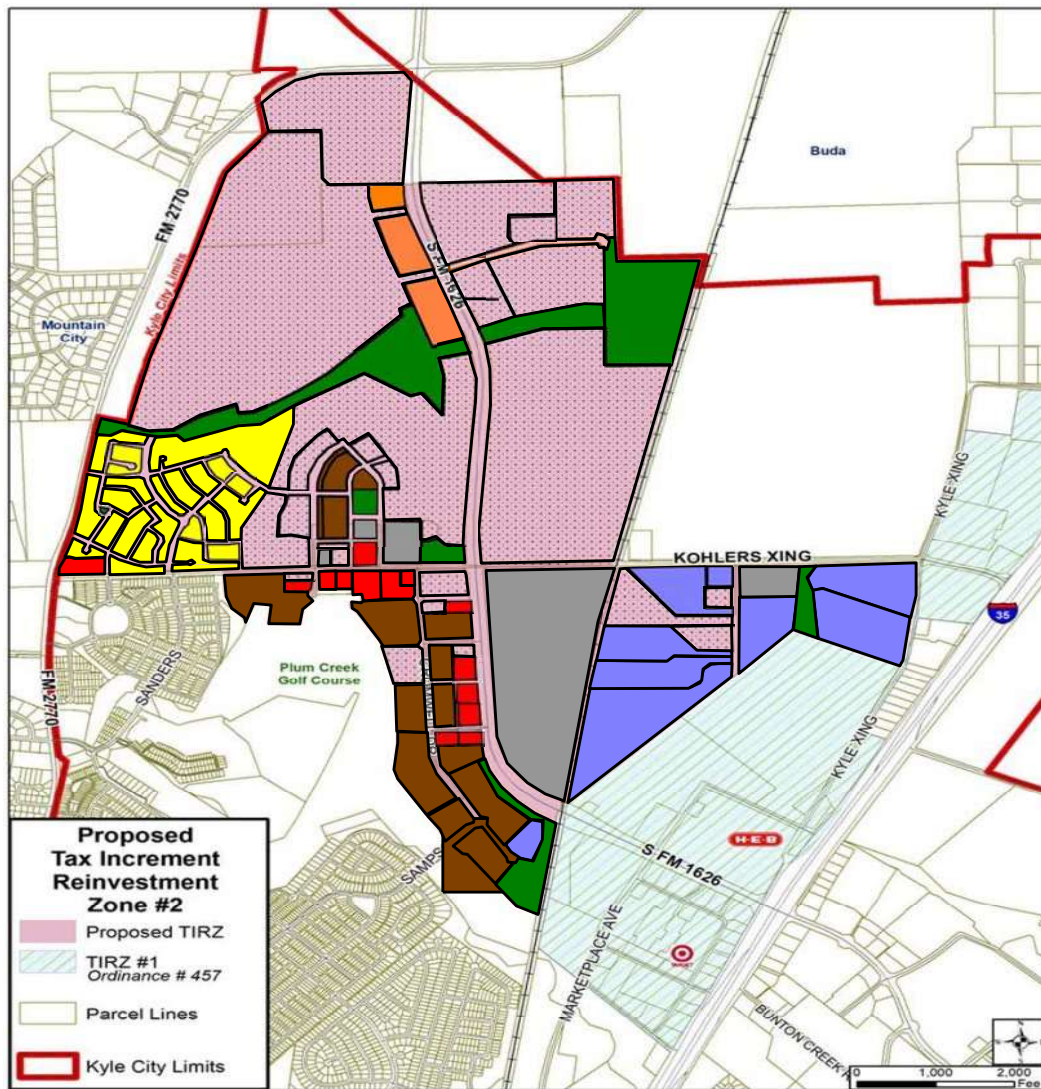 Buda
FM 2770
Kyle City Limits
S FM 1626
Mountain
City
KYLE XING
KOHLERS XING
35
SANDERS
Plum Creek
Golf Course
FM 2770
KYLE XING
H-E-B
S FM 1626
MARKETPLACE AVE
BUNTON CREEK
Proposed
Tax Increment
Reinvestment
Zone #2
Proposed TIRZ
TIRZ #1
Ordinance # 457
Parcel Lines
Kyle City Limits
0 1,000 2,000
Fee